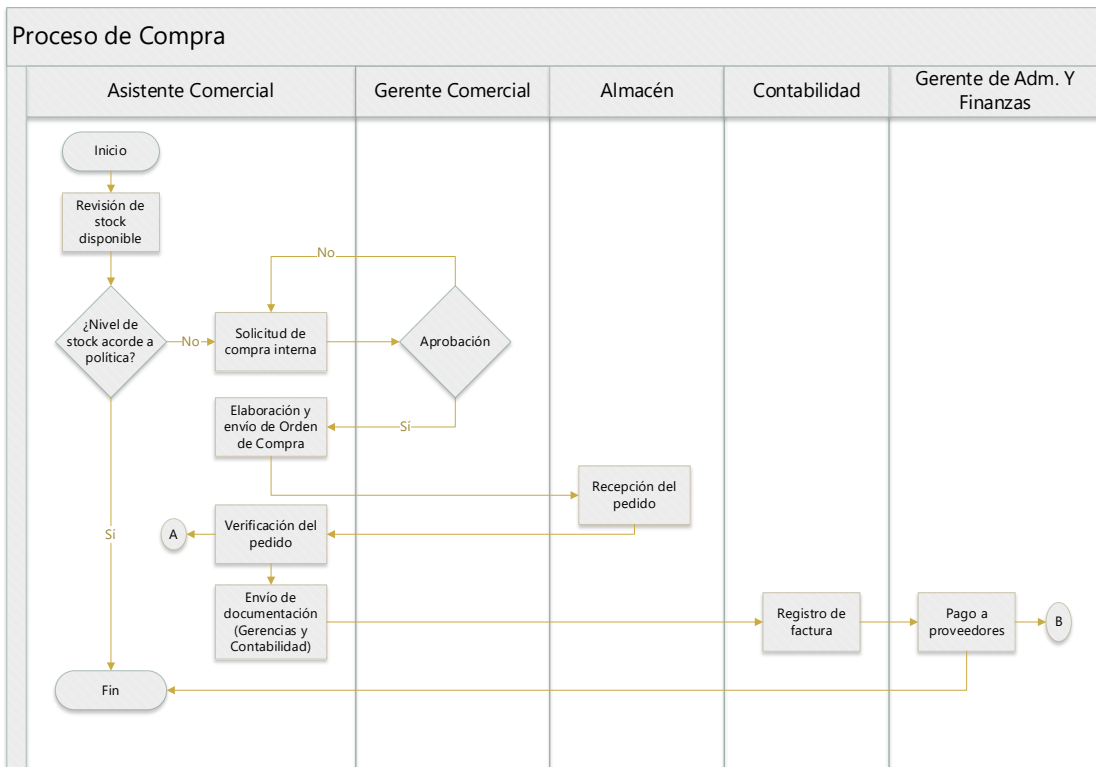 Proceso de Compra
Asistente Comercial
Gerente Comercial
Almacén
Contabilidad
Gerente de Adm. Y
Finanzas
Inicio
Revisión de
stock
disponible
No
¿Nivel de
stock acorde a
política?
No
Solicitud de
compra interna
Aprobación
Elaboración y
envío de Orden
de Compra
Sí
Recepción del
pedido
Sí
A
Verificación del
pedido
Envío de
documentación
(Gerencias y
Contabilidad)
Registro de
factura
Pago a
proveedores
B
Fin